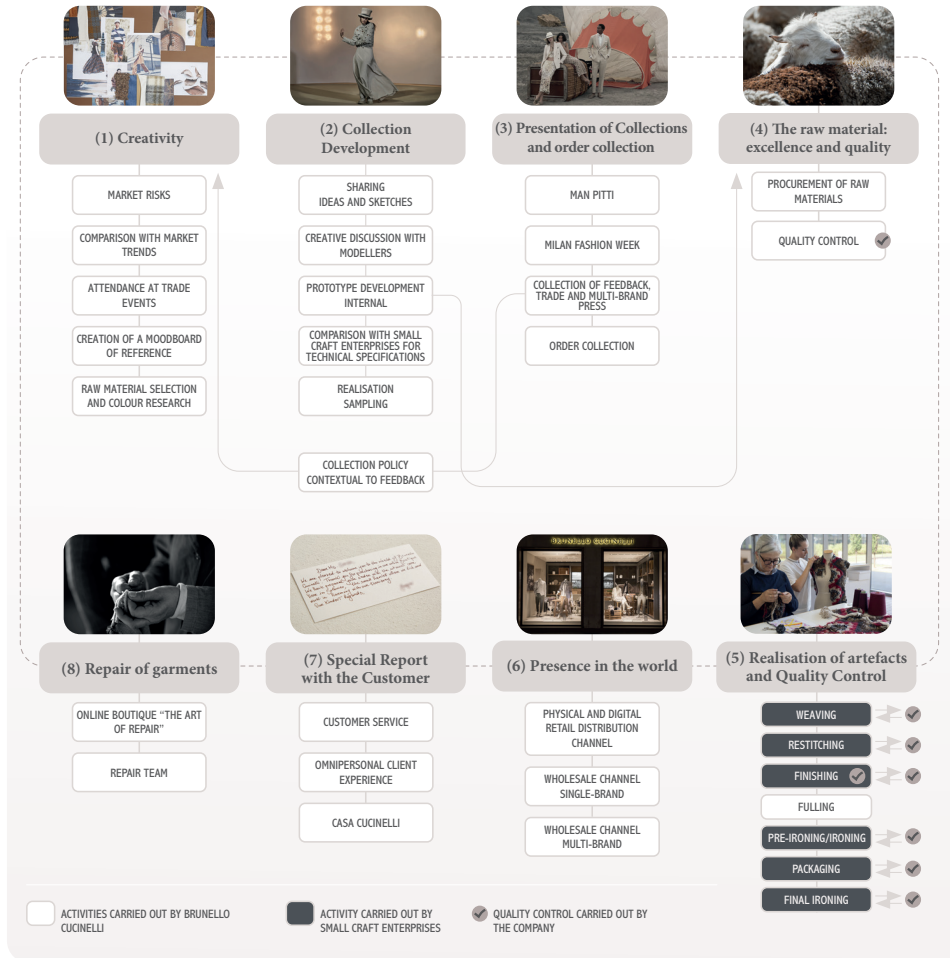 (1) Creativity
MARKET RISKS
COMPARISON WITH MARKET
TRENDS
ATTENDANCE AT TRADE
EVENTS
CREATION OF A MOODBOARD
OF REFERENCE
RAW MATERIAL SELECTION
AND COLOUR RESEARCH
(2) Collection
Development
SHARING
IDEAS AND SKETCHES
CREATIVE DISCUSSION WITH
MODELLERS
PROTOTYPE DEVELOPMENT
INTERNAL
COMPARISON WITH SMALL
CRAFT ENTERPRISES FOR
TECHNICAL SPECIFICATIONS
REALISATION
SAMPLING
COLLECTION POLICY
CONTEXTUAL TO FEEDBACK
(3) Presentation of Collections
and order collection
MAN PITTI
MILAN FASHION WEEK
COLLECTION OF FEEDBACK,
TRADE AND MULTI-BRAND
PRESS
ORDER COLLECTION
(4) The raw material:
excellence and quality
PROCUREMENT OF RAW
MATERIALS
QUALITY CONTROL
(8) Repair of garments
ONLINE BOUTIQUE “THE ART
OF REPAIR”
REPAIR TEAM
(7) Special Report
with the Customer
CUSTOMER SERVICE
OMNIPERSONAL CLIENT
EXPERIENCE
CASA CUCINELLI
BRUNELLO CUCINELLI
(6) Presence in the world
PHYSICAL AND DIGITAL
RETAIL DISTRIBUTION
CHANNEL
WHOLESALE CHANNEL
SINGLE-BRAND
WHOLESALE CHANNEL
MULTI-BRAND
(5) Realisation of artefacts
and Quality Control
WEAVING
RESTITCHING
FINISHING
FULLING
PRE-IRONING/IRONING
PACKAGING
FINAL IRONING
ACTIVITIES CARRIED OUT BY BRUNELLO
CUCINELLI
ACTIVITY CARRIED OUT BY
SMALL CRAFT ENTERPRISES
QUALITY CONTROL CARRIED OUT BY
THE COMPANY